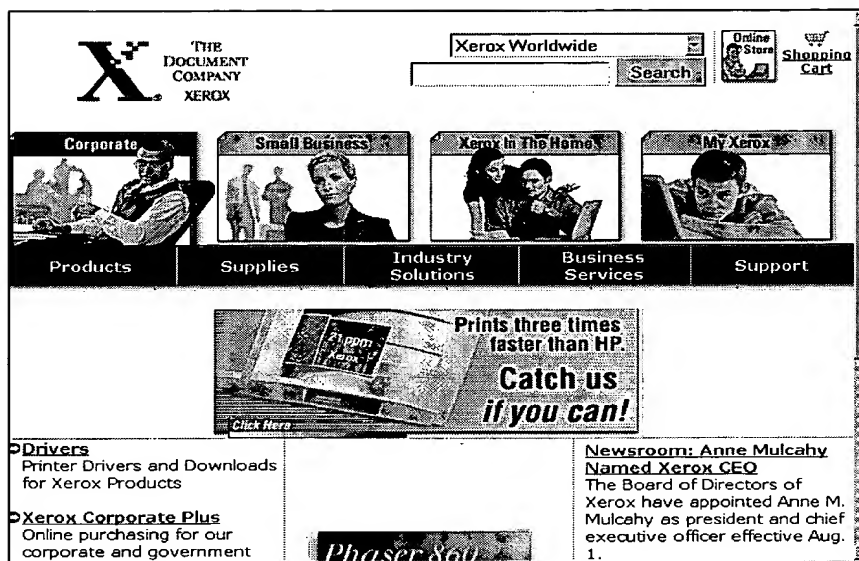 THE
DOCUMENT
COMPANY
XEROX
Xerox Worldwide
Search
Online
Store
Shopping
Cart
Corporate
Small Business
Xerox In The Home
My Xerox
Products
Supplies
Industry
Solutions
Business
Services
Support
21 ppm
Xerox
Prints three times
faster than HP.
Catch us
if you can!
Click Here
Drivers
Printer Drivers and Downloads
for Xerox Products
Xerox Corporate Plus
Online purchasing for our
corporate and government
Phaser 860
Newsroom: Anne Mulcahy
Named Xerox CEO
The Board of Directors of
Xerox have appointed Anne M.
Mulcahy as president and chief
executive officer effective Aug.
1.